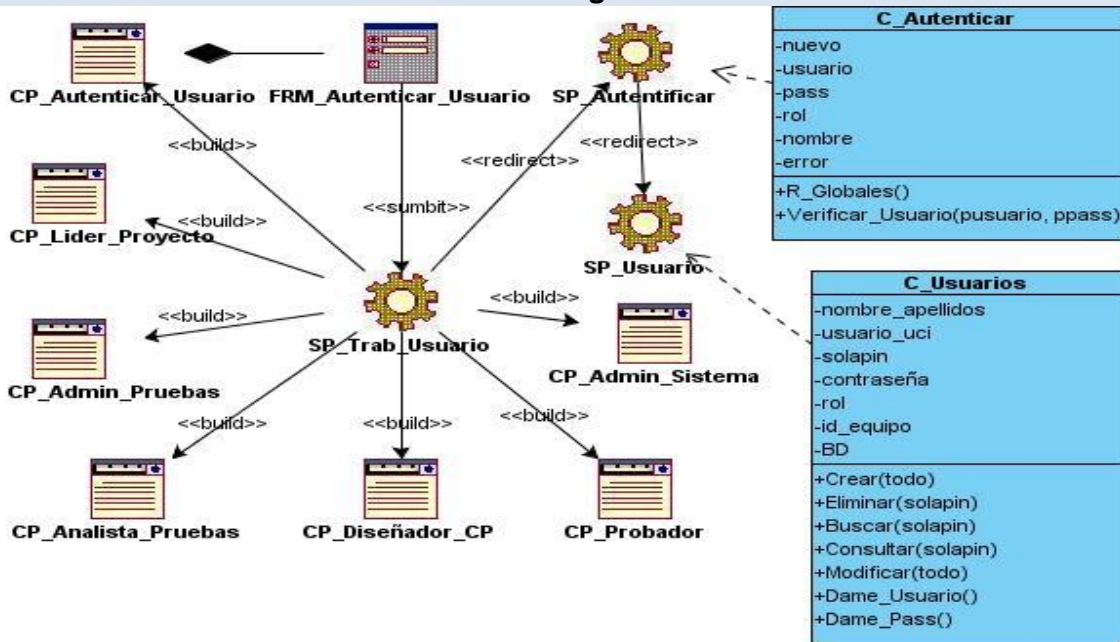 C_Autenticar
-nuevo
-usuario
-pass
-rol
-nombre
-error
+R_Globales()
+Verificar_Usuario(pusuario, ppass)
CP_Autenticar_Usuario
FRM_Autenticar_Usuario
SP_Autentificar
<<build>>
<<redirect>>
<<redirect>>
CP_Lider_Proyecto
<<build>>
<<sumbit>>
SP_Usuario
C_Usuarios
-nombre_apellidos
-usuario_uci
-solapin
-contraseña
-rol
-id_equipo
-BD
+Crear(todo)
+Eliminar(solapin)
+Buscar(solapin)
+Consultar(solapin)
+Modificar(todo)
+Dame_Usuario()
+Dame_Pass()
<<build>>
<<build>>
SP_Trab_Usuario
CP_Admin_Sistema
CP_Admin_Pruebas
<<build>>
<<build>>
<<build>>
CP_Analista_Pruebas
CP_Diseñador_CP
CP_Probador